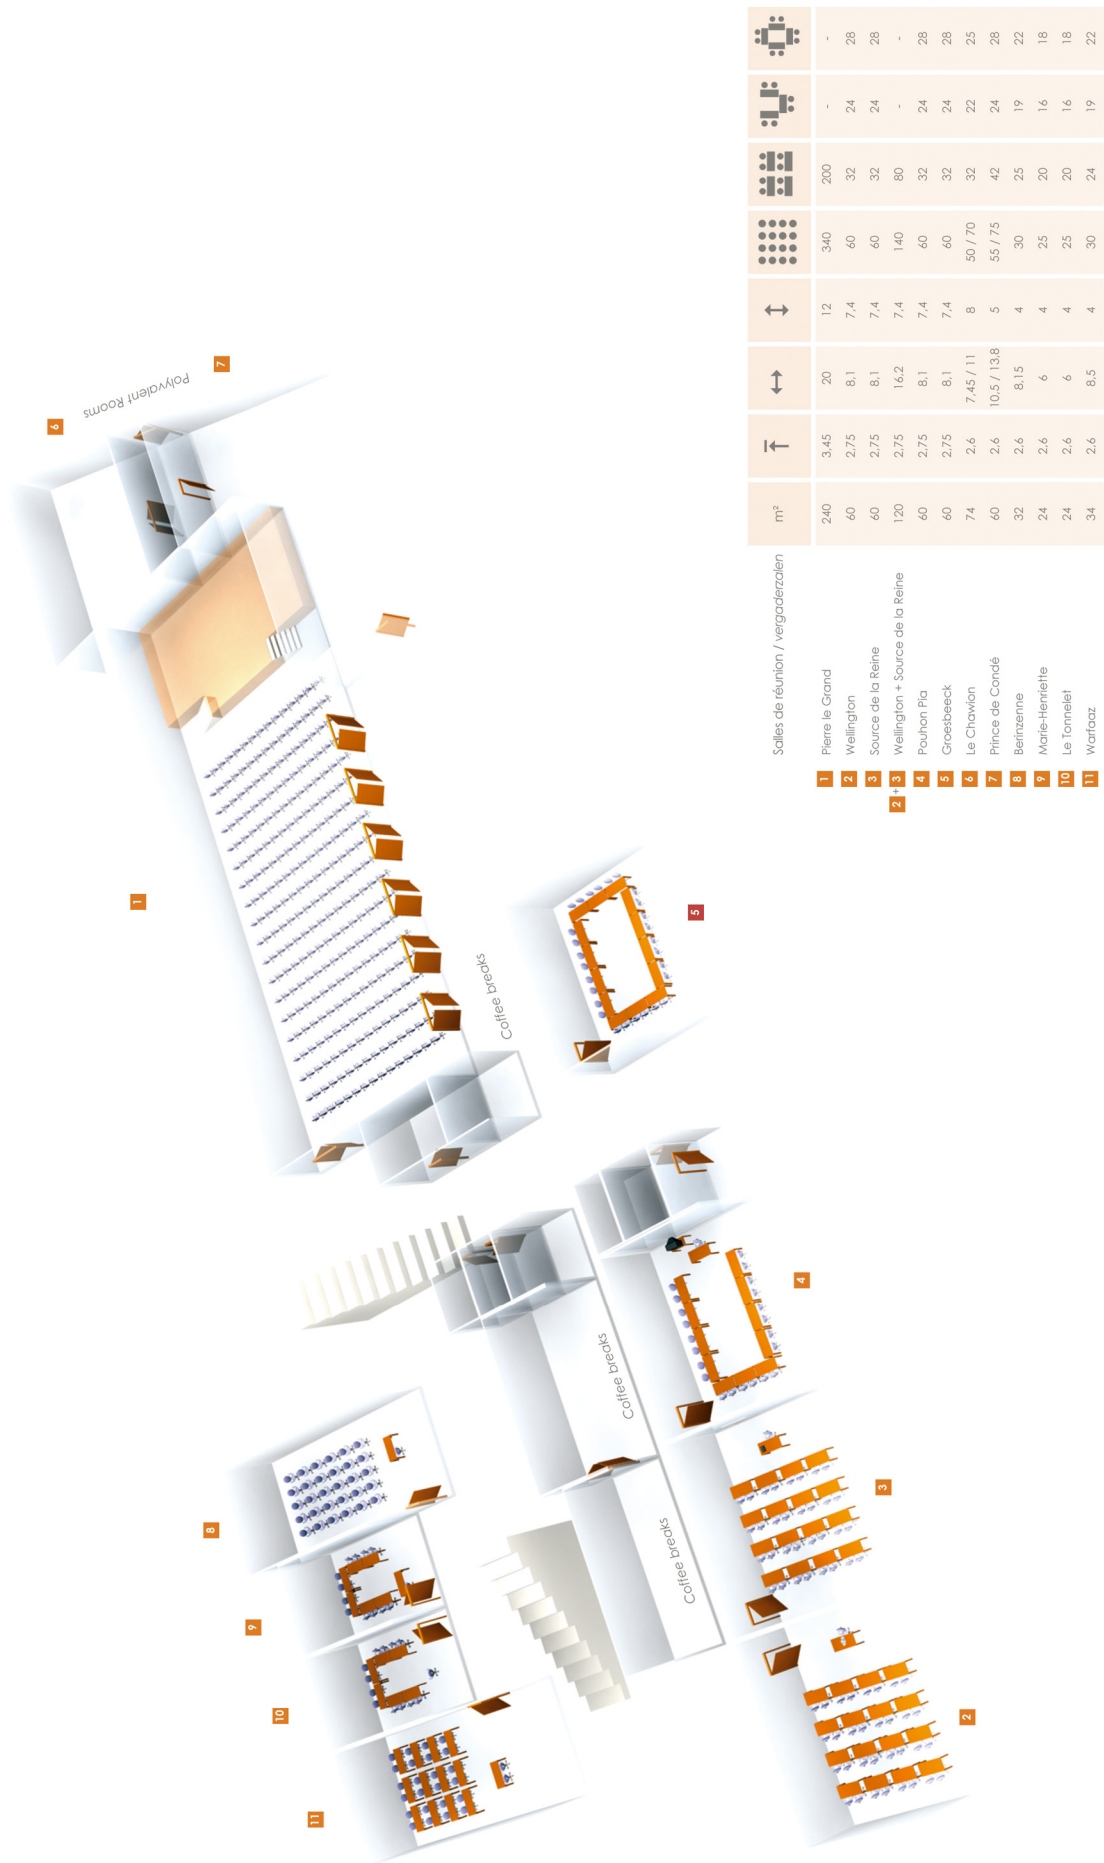 6
Polyvalent Rooms
7
1
Coffee breaks
5
8
9
10
11
Coffee breaks
Coffee breaks
4
3
2
Salles de réunion / vergaderzalen m²
1 Pierre le Grand 240 3,45 20 12 340 200 - -
2 Wellington 60 2,75 8,1 7,4 60 32 24 28
3 Source de la Reine 60 2,75 8,1 7,4 60 32 24 28
2 + 3 Wellington + Source de la Reine 120 2,75 16,2 7,4 140 80 - -
4 Pouhon Pia 60 2,75 8,1 7,4 60 32 24 28
5 Groesbeeck 60 2,75 8,1 7,4 60 32 24 28
6 Le Chawion 74 2,6 7,45 / 11 8 50 / 70 32 22 25
7 Prince de Condé 60 2,6 10,5 / 13,8 5 55 / 75 42 24 28
8 Berinzenne 32 2,6 8,15 4 30 25 19 22
9 Marie-Henriette 24 2,6 6 4 25 20 16 18
10 Le Tonnelet 24 2,6 6 4 25 20 16 18
11 Warfaaz 34 2,6 8,5 4 30 24 19 22